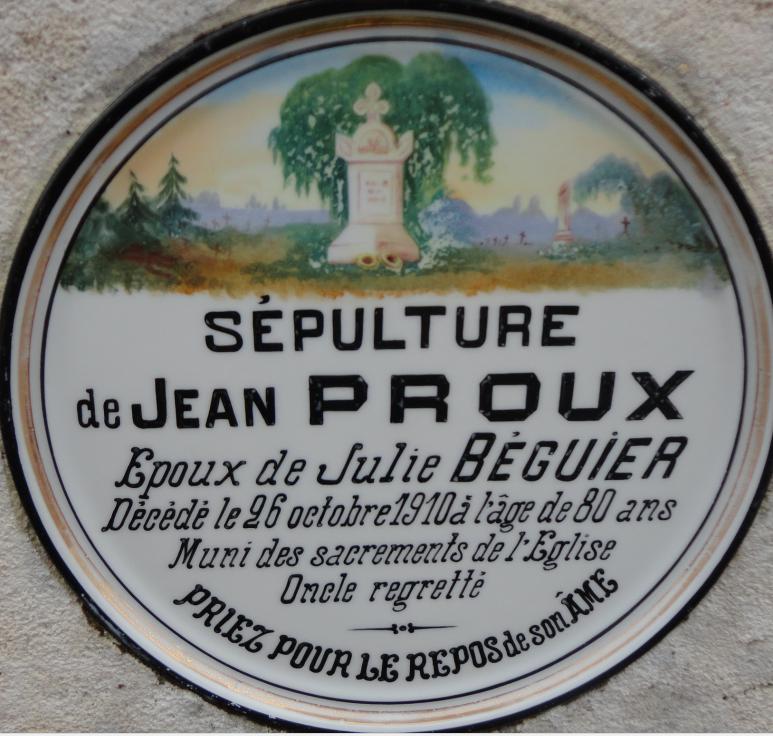 SÉPULTURE
de JEAN PROUX
Epoux de Julie BÉGUIER
Décédé le 26 octobre 1910 à l'âge de 80 ans
Muni des sacrements de l'Eglise
Oncle regretté
PRIEZ POUR LE REPOS de son ÂME